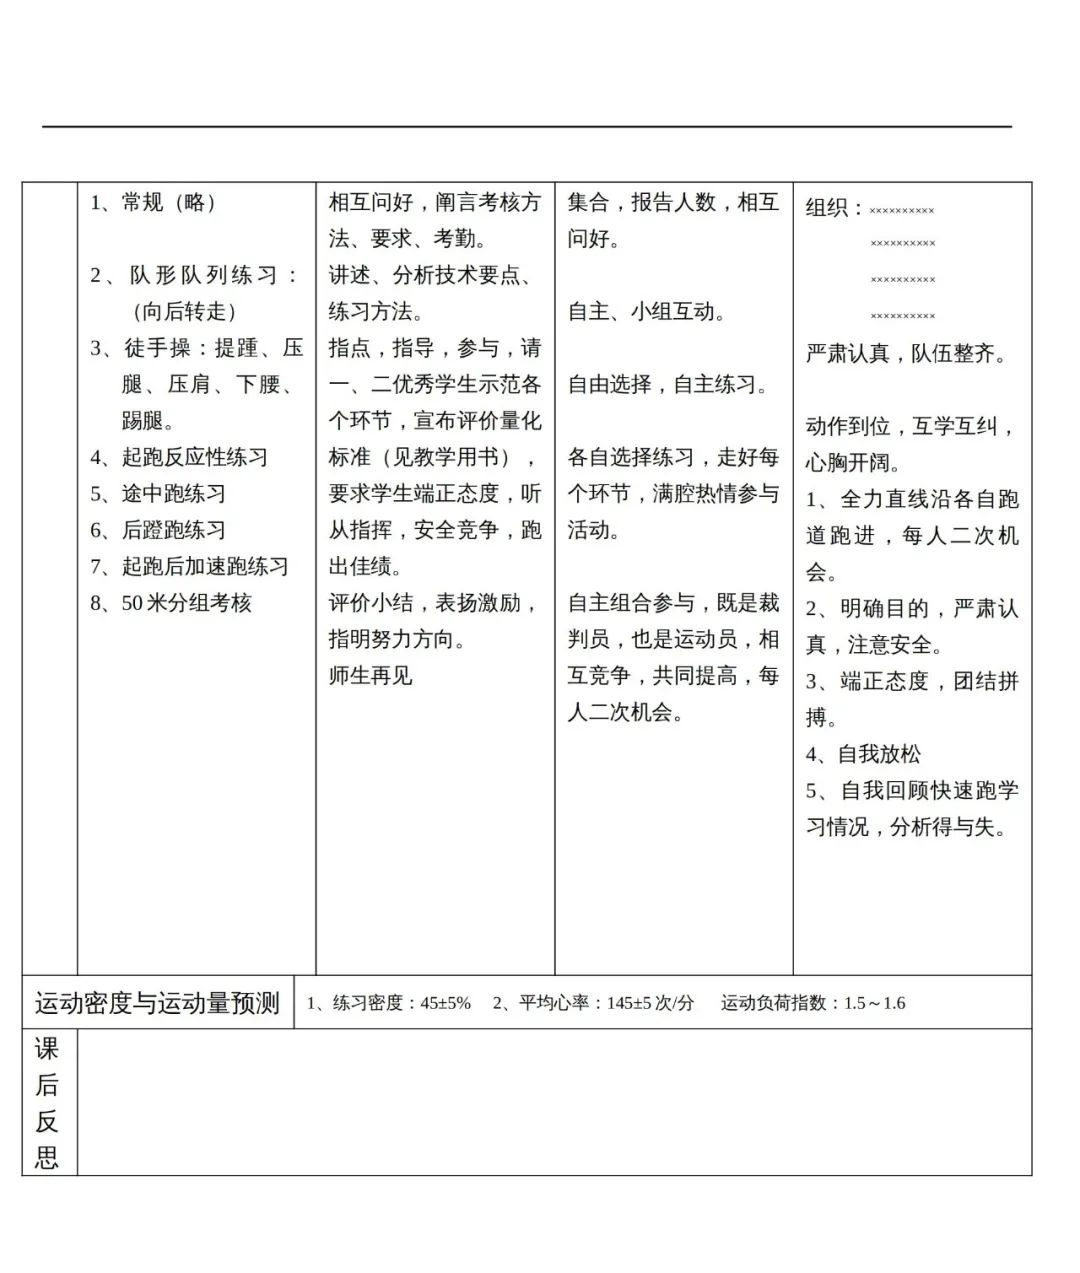 1、常规（略）
2、队形队列练习：
（向后转走）
3、徒手操：提踵、压
腿、压肩、下腰、
踢腿。
4、起跑反应性练习
5、途中跑练习
6、后蹬跑练习
7、起跑后加速跑练习
8、50米分组考核
相互问好，阐言考核方
法、要求、考勤。
讲述、分析技术要点、
练习方法。
指点，指导，参与，请
一、二优秀学生示范各
个环节，宣布评价量化
标准（见教学用书），
要求学生端正态度，听
从指挥，安全竞争，跑
出佳绩。
评价小结，表扬激励，
指明努力方向。
师生再见
集合，报告人数，相互
问好。
自主、小组互动。
自由选择，自主练习。
各自选择练习，走好每
个环节，满腔热情参与
活动。
自主组合参与，既是裁
判员，也是运动员，相
互竞争，共同提高，每
人二次机会。
组织：××××××××××
××××××××××
××××××××××
××××××××××
严肃认真，队伍整齐。
动作到位，互学互纠，
心胸开阔。
1、全力直线沿各自跑
道跑进，每人二次机
会。
2、明确目的，严肃认
真，注意安全。
3、端正态度，团结拼
搏。
4、自我放松
5、自我回顾快速跑学
习情况，分析得与失。
运动密度与运动量预测
1、练习密度：45±5% 2、平均心率：145±5次/分 运动负荷指数：1.5～1.6
课
后
反
思